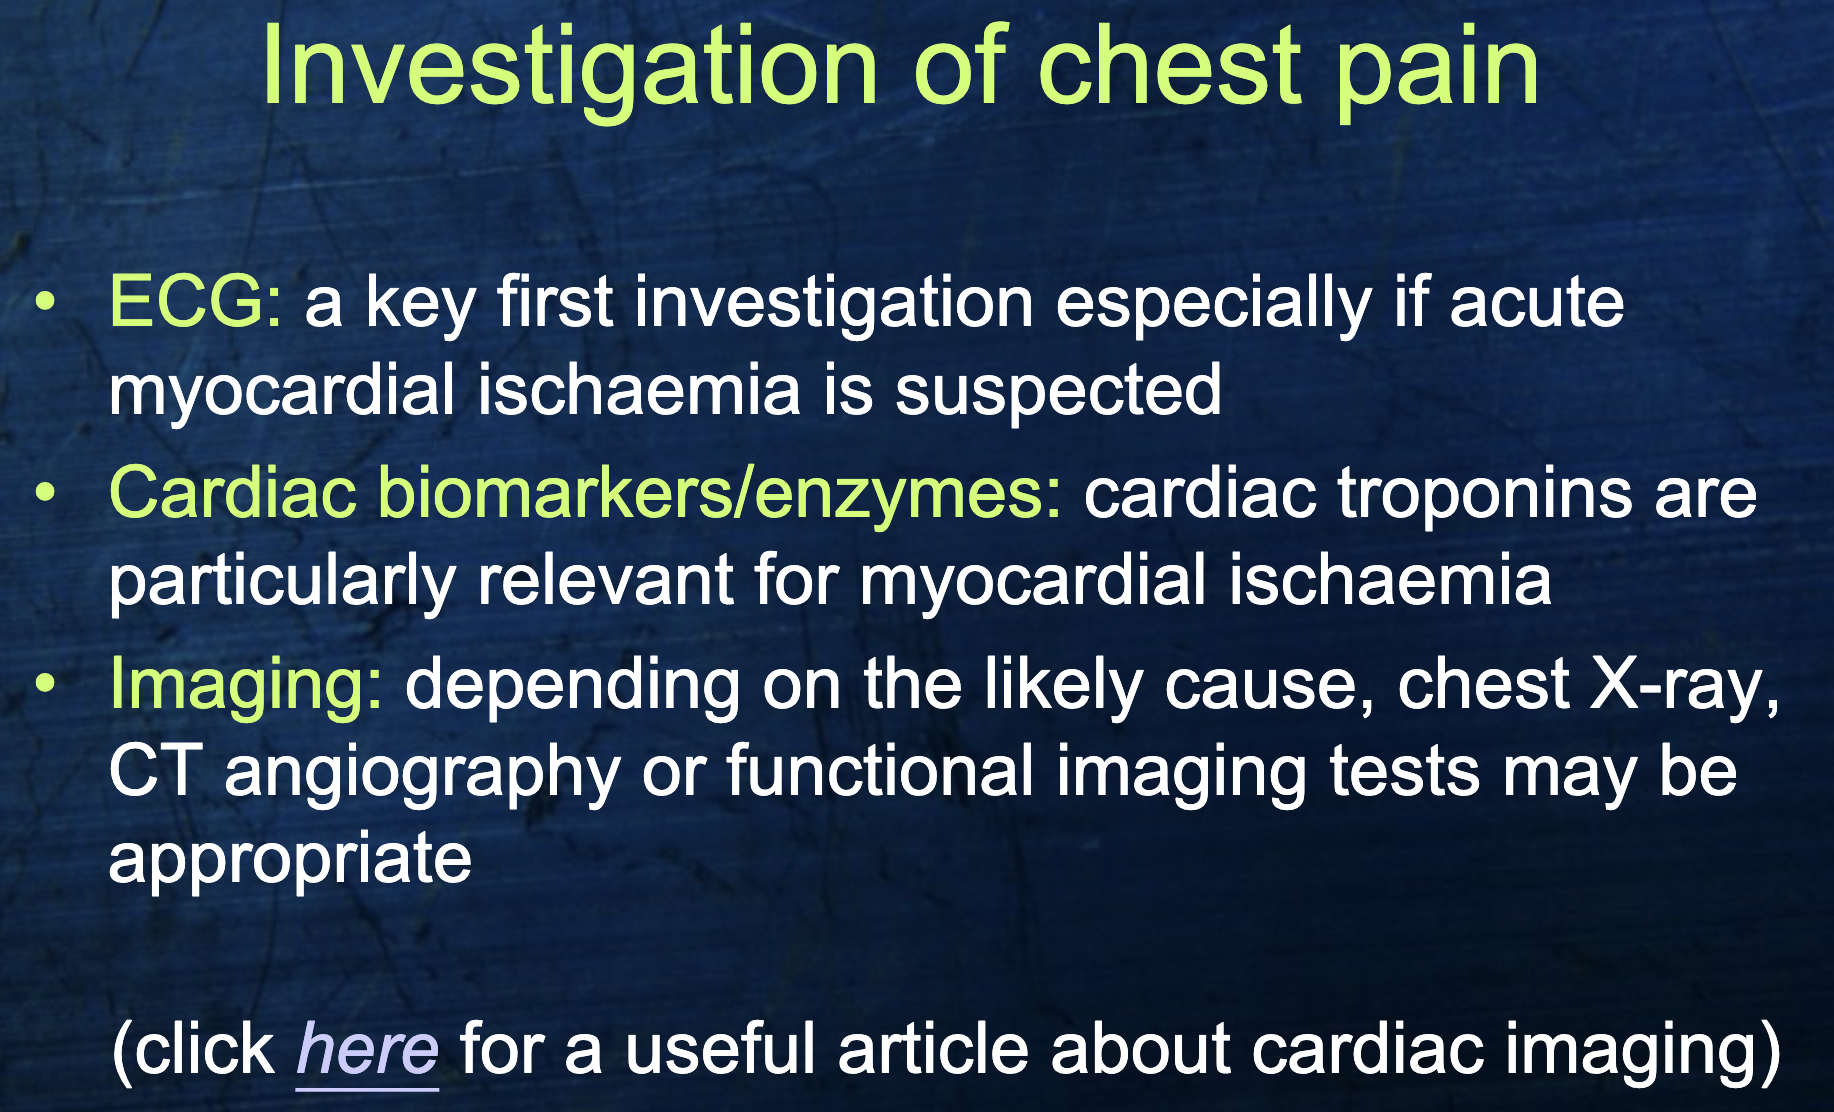 Investigation of chest pain
• ECG: a key first investigation especially if acute
myocardial ischaemia is suspected
• Cardiac biomarkers/enzymes: cardiac troponins are
particularly relevant for myocardial ischaemia
• Imaging: depending on the likely cause, chest X-ray,
CT angiography or functional imaging tests may be
appropriate
(click here for a useful article about cardiac imaging)